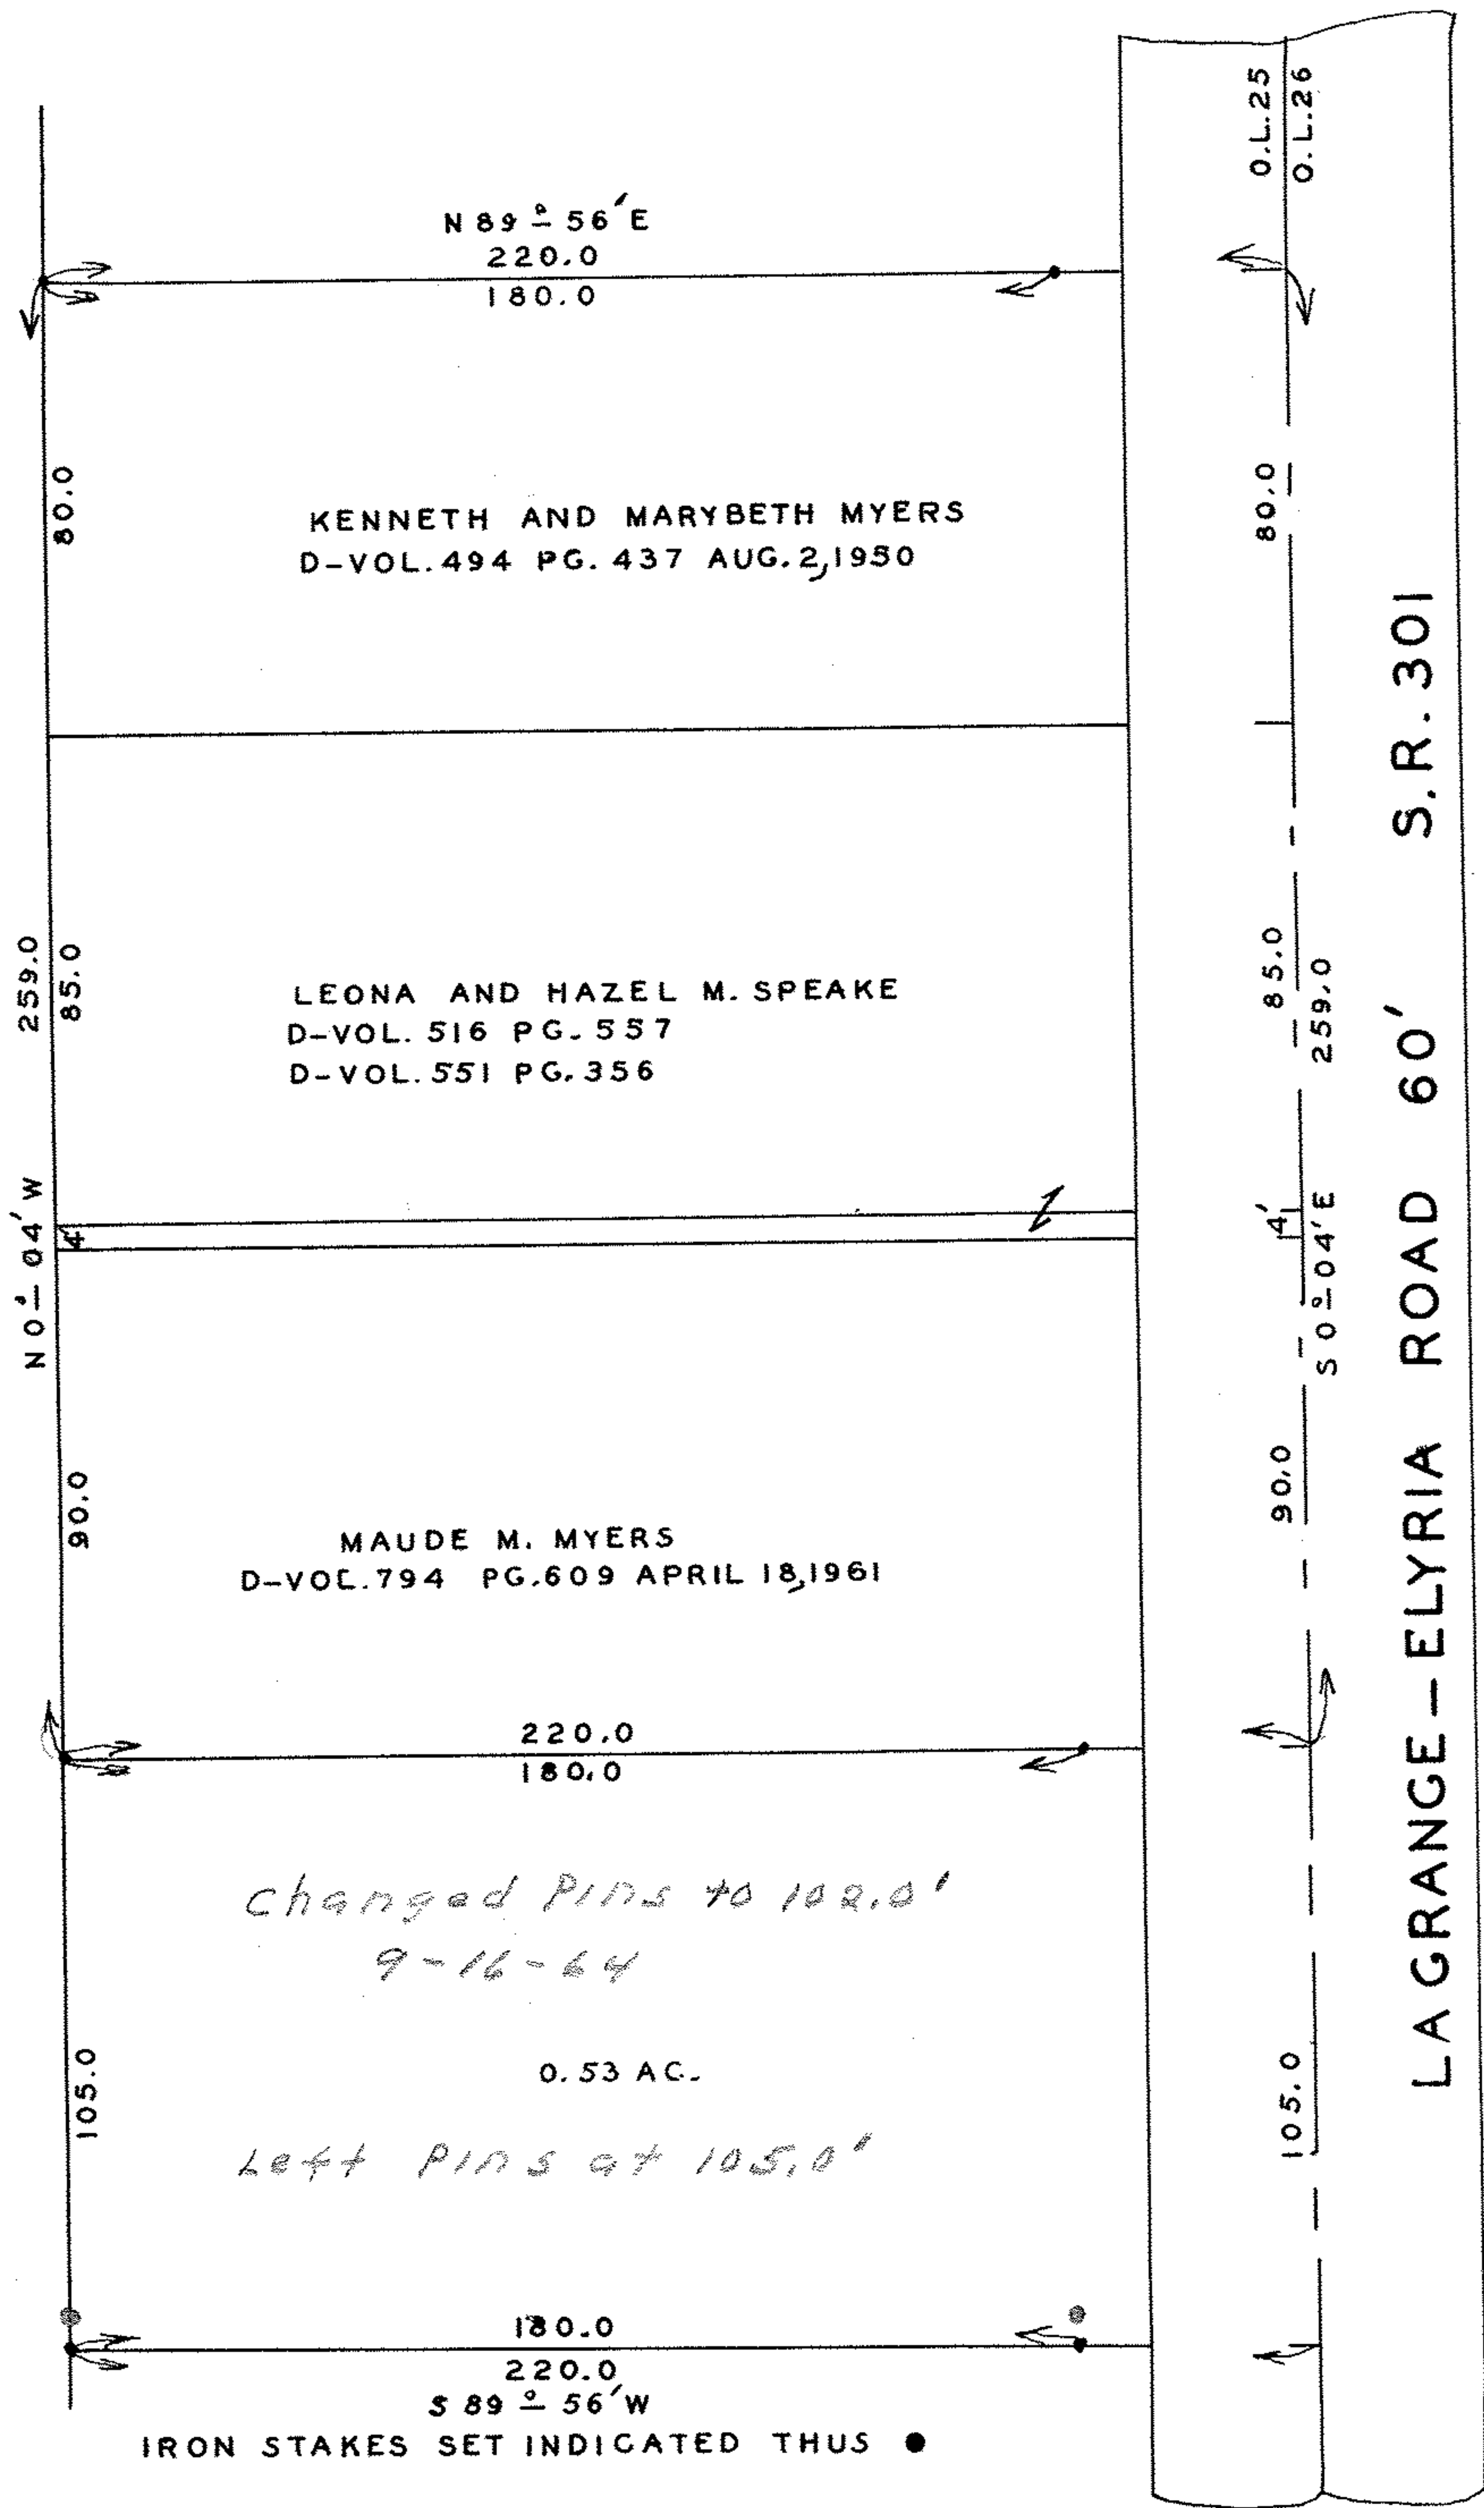 O.L.25
O.L.26
N 89°-56'E
220.0
180.0
80.0
80.0
KENNETH AND MARYBETH MYERS
D-VOL.494 PG. 437 AUG.2,1950
S.R.301
259.0
85.0
85.0
259.0
LEONA AND HAZEL M. SPEAKE
D-VOL. 516 PG. 557
D-VOL. 551 PG. 356
N 0°-04'W
4'
4'
S 0°-04'E
LAGRANGE-ELYRIA ROAD 60'
90.0
90.0
MAUDE M. MYERS
D-VOL.794 PG.609 APRIL 18,1961
220.0
180.0
Changed Pins to 102.0'
9-16-64
0.53 AC.
105.0
105.0
Left Pins at 105.0'
180.0
220.0
S 89°-56'W
IRON STAKES SET INDICATED THUS ●